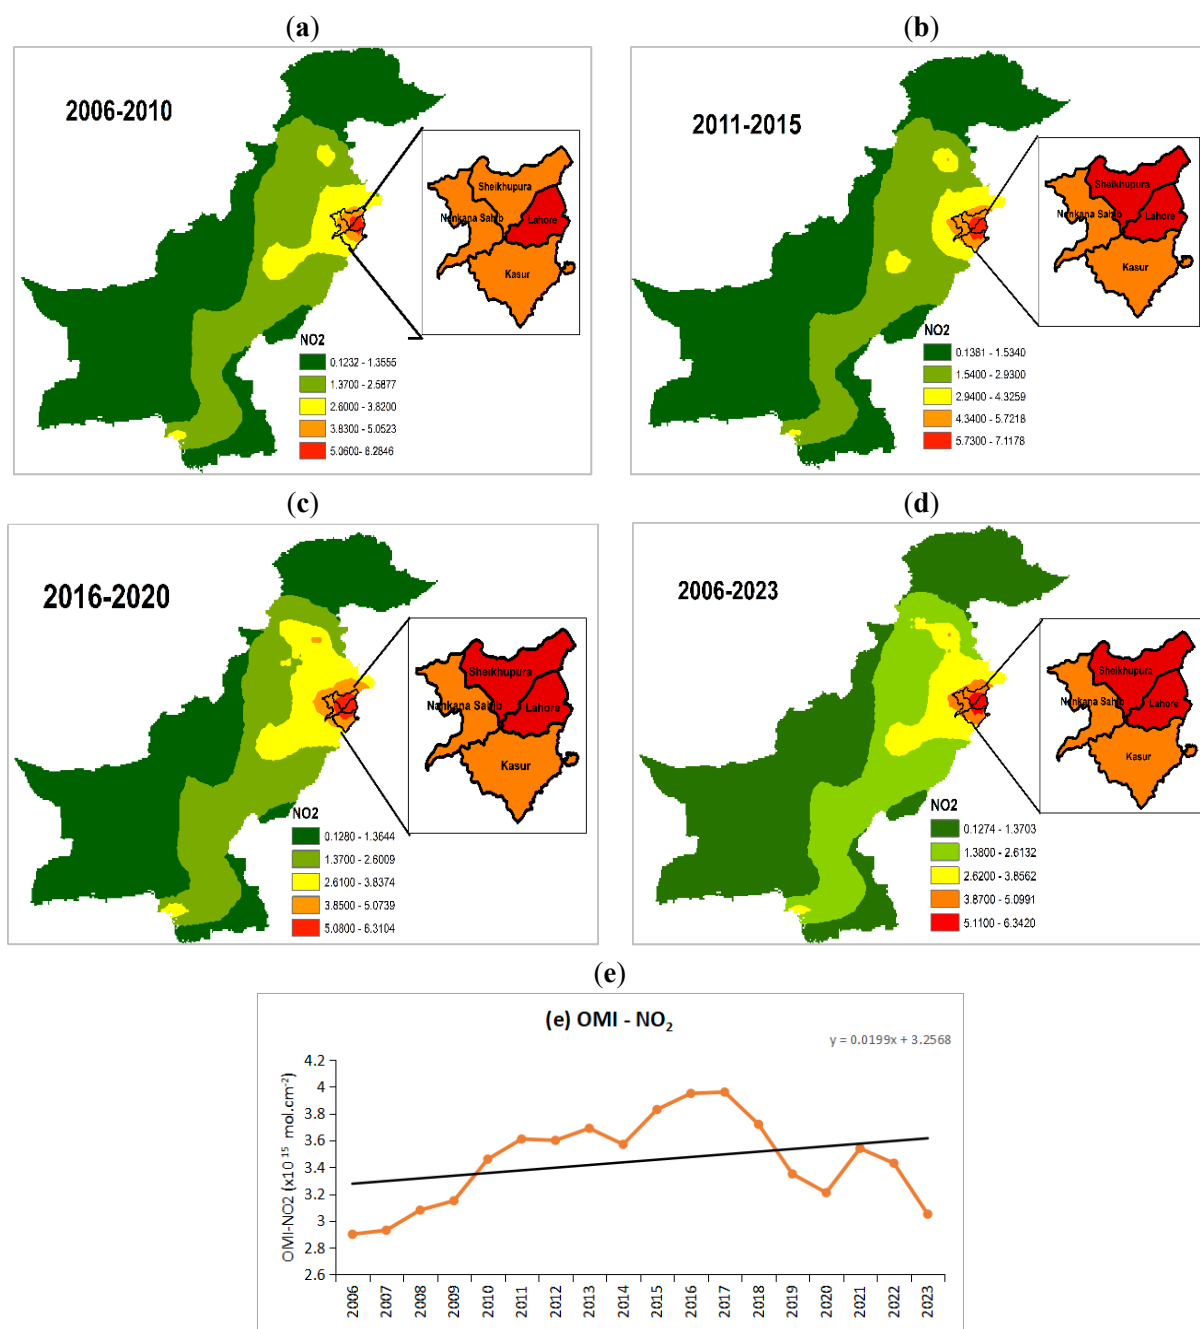 (a)
2006-2010
Sheikhupura
Nankana Sahib
Lahore
Kasur
NO2
0.1232 - 1.3555
1.3700 - 2.5877
2.6000 - 3.8200
3.8300 - 5.0523
5.0600- 8.2846
(b)
2011-2015
Sheikhupura
Nenkana Sahib
Lahore
Kasur
NO2
0.1381 - 1.5340
1.5400 - 2.9300
2.9400 - 4.3259
4.3400 - 5.7218
5.7300 - 7.1178
(c)
2016-2020
Sheikhupura
Nankana Sahib
Lahore
Kasur
NO2
0.1280 - 1.3644
1.3700 - 2.6009
2.6100 - 3.8374
3.8500 - 5.0739
5.0800 - 6.3104
(d)
2006-2023
Sheikhupura
Nankana Sahib
Lahore
Kasur
NO2
0.1274 - 1.3703
1.3800 - 2.6132
2.6200 - 3.8562
3.8700 - 5.0991
5.1100 - 6.3420
(e)
(e) OMI - NO₂
y = 0.0199x + 3.2568
OMI-NO2 (x10 ¹⁵ mol.cm⁻²)
4.2
4
3.8
3.6
3.4
3.2
3
2.8
2.6
2006
2007
2008
2009
2010
2011
2012
2013
2014
2015
2016
2017
2018
2019
2020
2021
2022
2023